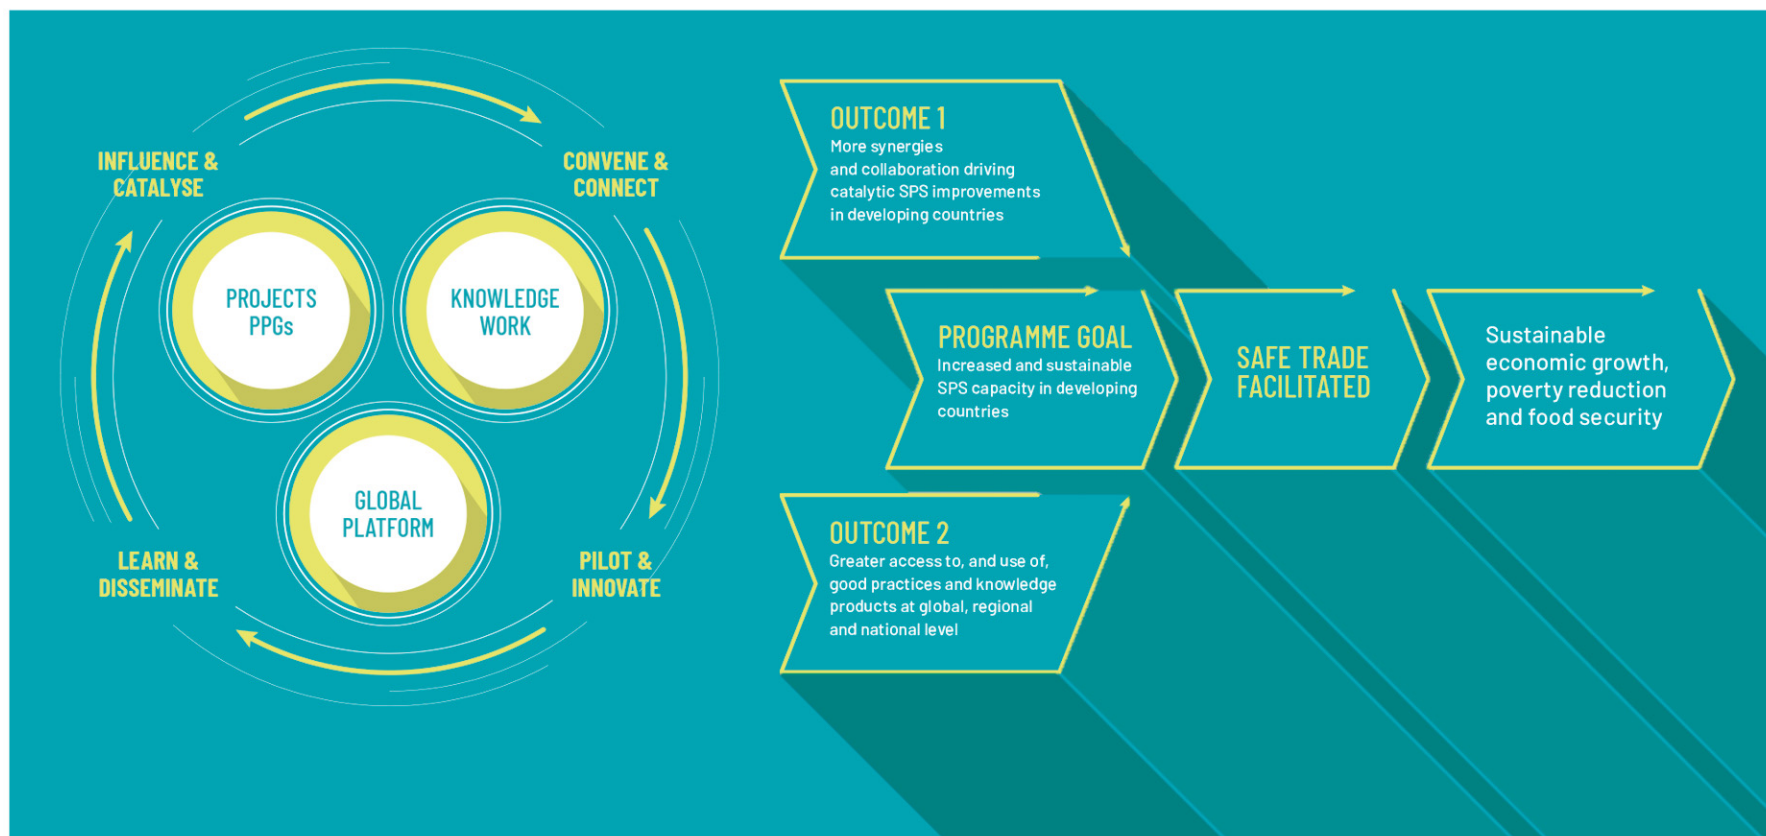 INFLUENCE &
CATALYSE
CONVENE &
CONNECT
PROJECTS
PPGs
KNOWLEDGE
WORK
GLOBAL
PLATFORM
LEARN &
DISSEMINATE
PILOT &
INNOVATE
OUTCOME 1
More synergies
and collaboration driving
catalytic SPS improvements
in developing countries
PROGRAMME GOAL
Increased and sustainable
SPS capacity in developing
countries
SAFE TRADE
FACILITATED
Sustainable
economic growth,
poverty reduction
and food security
OUTCOME 2
Greater access to, and use of,
good practices and knowledge
products at global, regional
and national level